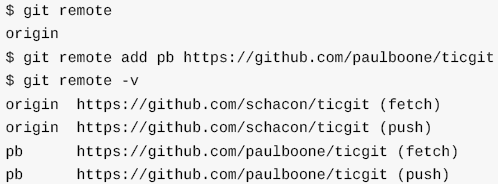 $ git remote
origin
$ git remote add pb https://github.com/paulboone/ticgit
$ git remote -v
origin  https://github.com/schacon/ticgit (fetch)
origin  https://github.com/schacon/ticgit (push)
pb      https://github.com/paulboone/ticgit (fetch)
pb      https://github.com/paulboone/ticgit (push)